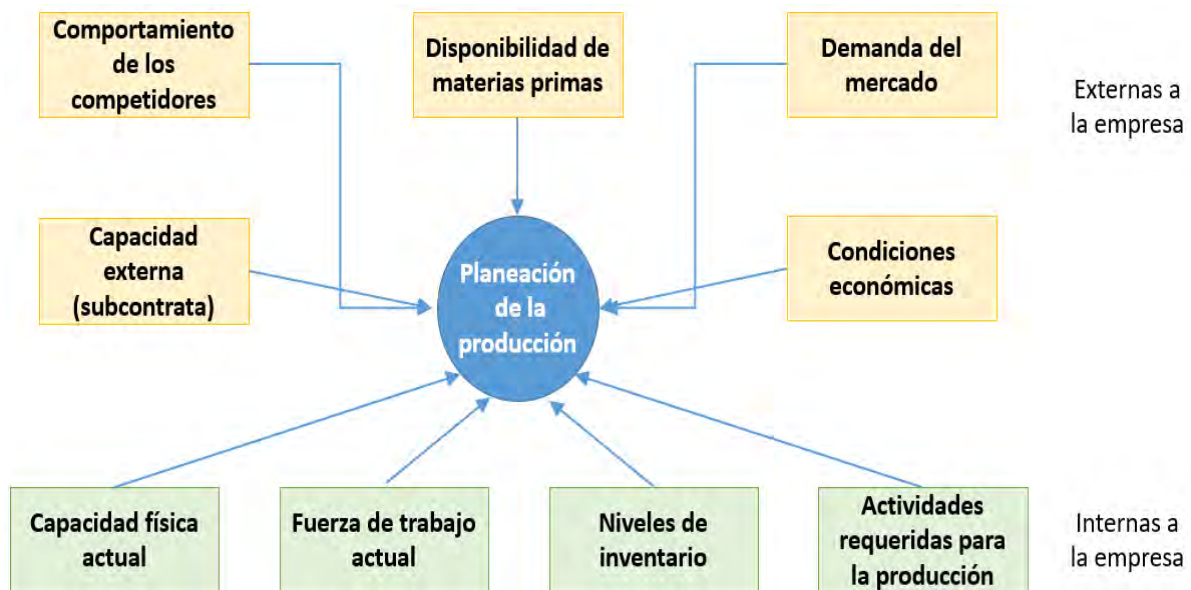 Comportamiento
de los
competidores
Disponibilidad de
materias primas
Demanda del
mercado
Externas a
la empresa
Capacidad
externa
(subcontrata)
Planeación
de la
producción
Condiciones
económicas
Capacidad física
actual
Fuerza de trabajo
actual
Niveles de
inventario
Actividades
requeridas para
la producción
Internas a
la empresa